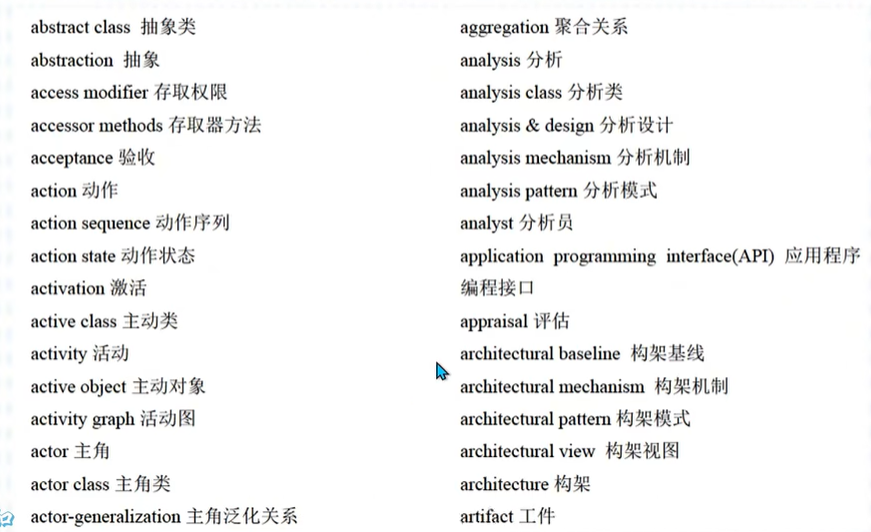 abstract class 抽象类
abstraction 抽象
access modifier 存取权限
accessor methods 存取器方法
acceptance 验收
action 动作
action sequence 动作序列
action state 动作状态
activation 激活
active class 主动类
activity 活动
active object 主动对象
activity graph 活动图
actor 主角
actor class 主角类
actor-generalization 主角泛化关系
aggregation 聚合关系
analysis 分析
analysis class 分析类
analysis & design 分析设计
analysis mechanism 分析机制
analysis pattern 分析模式
analyst 分析员
application programming interface(API) 应用程序
编程接口
appraisal 评估
architectural baseline 构架基线
architectural mechanism 构架机制
architectural pattern 构架模式
architectural view 构架视图
architecture 构架
artifact 工件